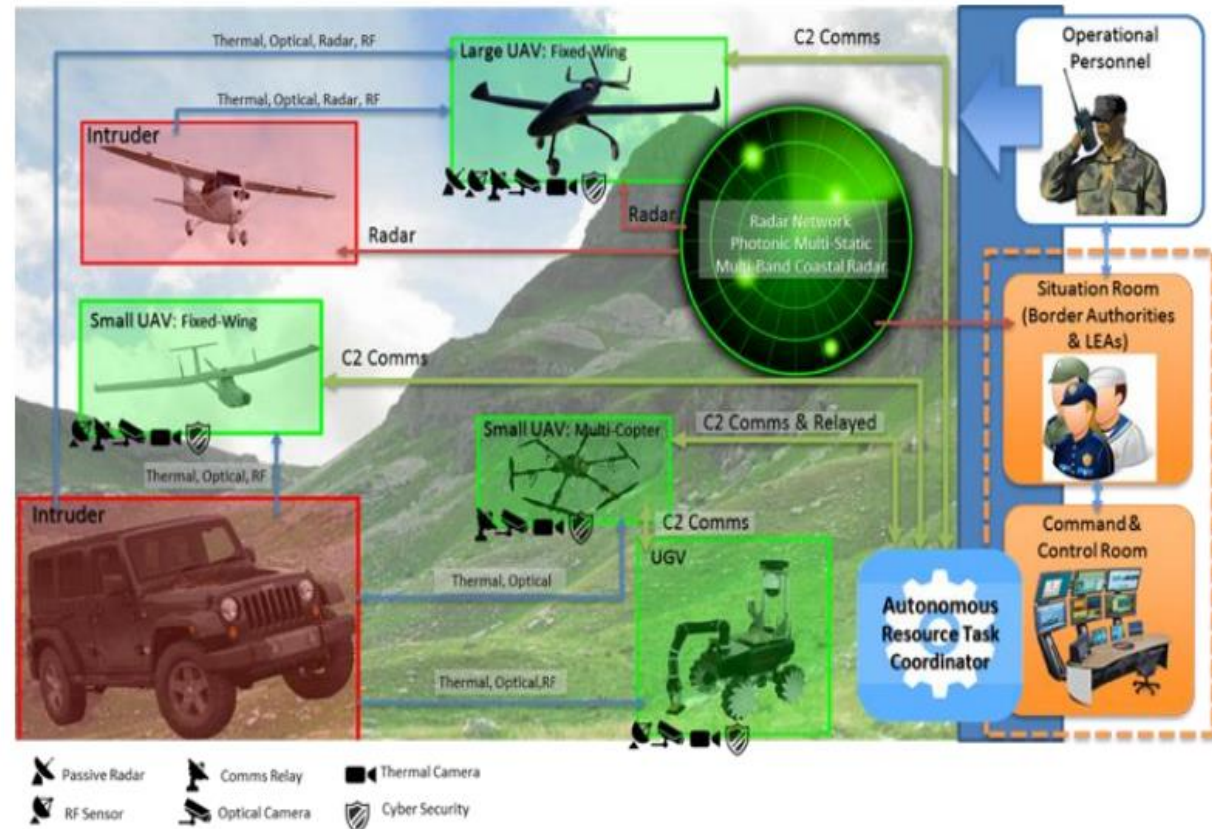 Thermal, Optical, Radar, RF
Large UAV: Fixed-Wing
C2 Comms
Operational
Personnel
Thermal, Optical, Radar, RF
Intruder
Radar
Radar
Radar Network
Photonic Multi-Static
Multi-Band Coastal Radar
Situation Room
(Border Authorities
& LEAs)
Small UAV: Fixed-Wing
C2 Comms
Small UAV: Multi-Copter
C2 Comms & Relayed
Thermal, Optical, RF
Intruder
C2 Comms
UGV
Command &
Control Room
Thermal, Optical
Autonomous
Resource Task
Coordinator
Thermal, Optical,RF
Passive Radar
Comms Relay
Thermal Camera
RF Sensor
Optical Camera
Cyber Security